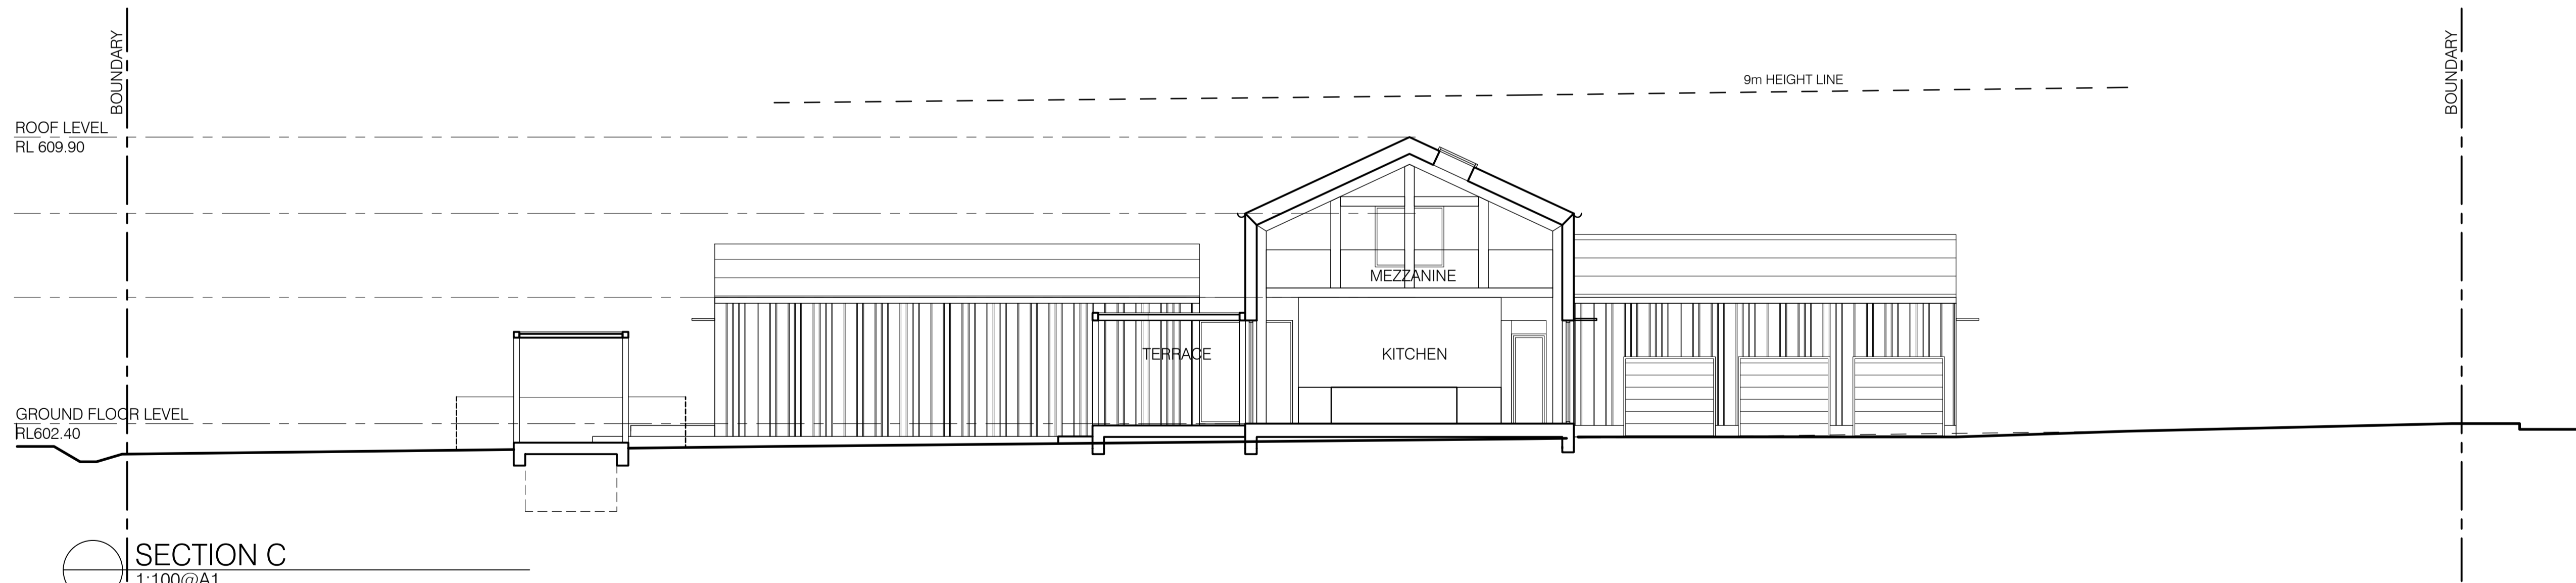 BOUNDARY
BOUNDARY
9m HEIGHT LINE
ROOF LEVEL
RL 609.90
MEZZANINE
TERRACE
KITCHEN
GROUND FLOOR LEVEL
RL602.40
SECTION C
1:100@A1